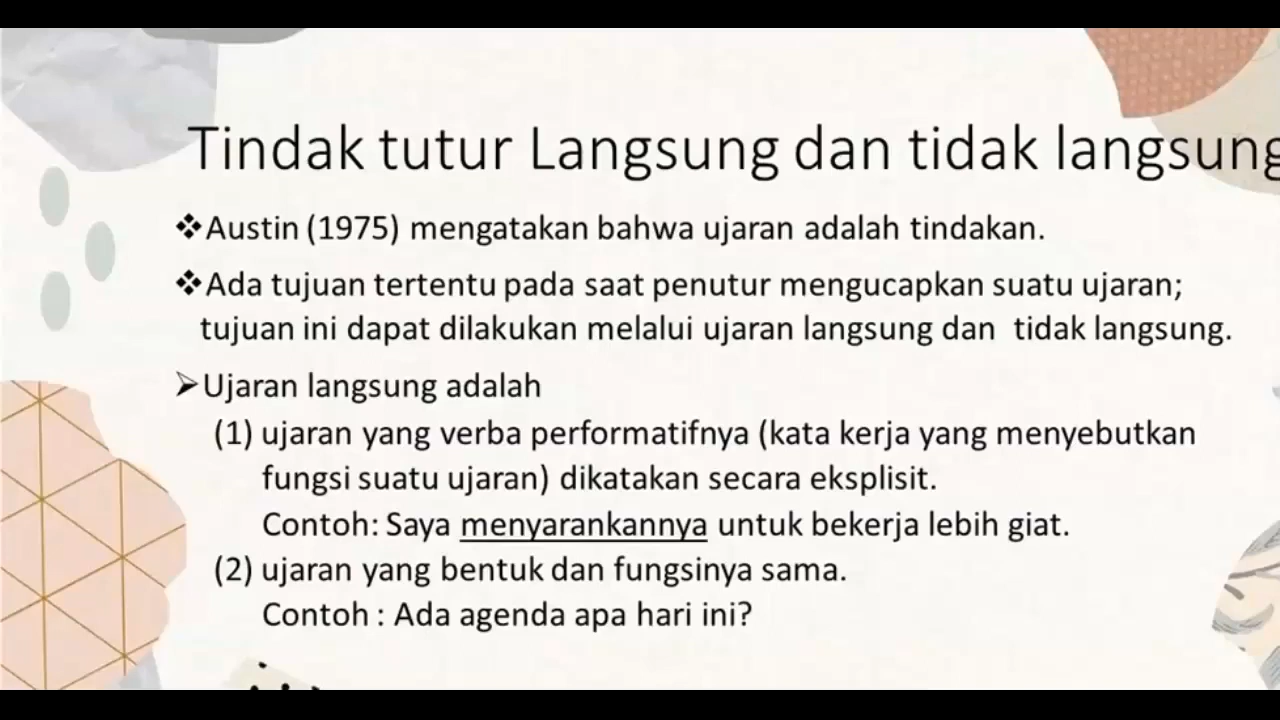 Tindak tutur Langsung dan tidak langsung
❖Austin (1975) mengatakan bahwa ujaran adalah tindakan.
❖Ada tujuan tertentu pada saat penutur mengucapkan suatu ujaran;
tujuan ini dapat dilakukan melalui ujaran langsung dan tidak langsung.
➢Ujaran langsung adalah
(1) ujaran yang verba performatifnya (kata kerja yang menyebutkan
fungsi suatu ujaran) dikatakan secara eksplisit.
Contoh: Saya menyarankannya untuk bekerja lebih giat.
(2) ujaran yang bentuk dan fungsinya sama.
Contoh : Ada agenda apa hari ini?